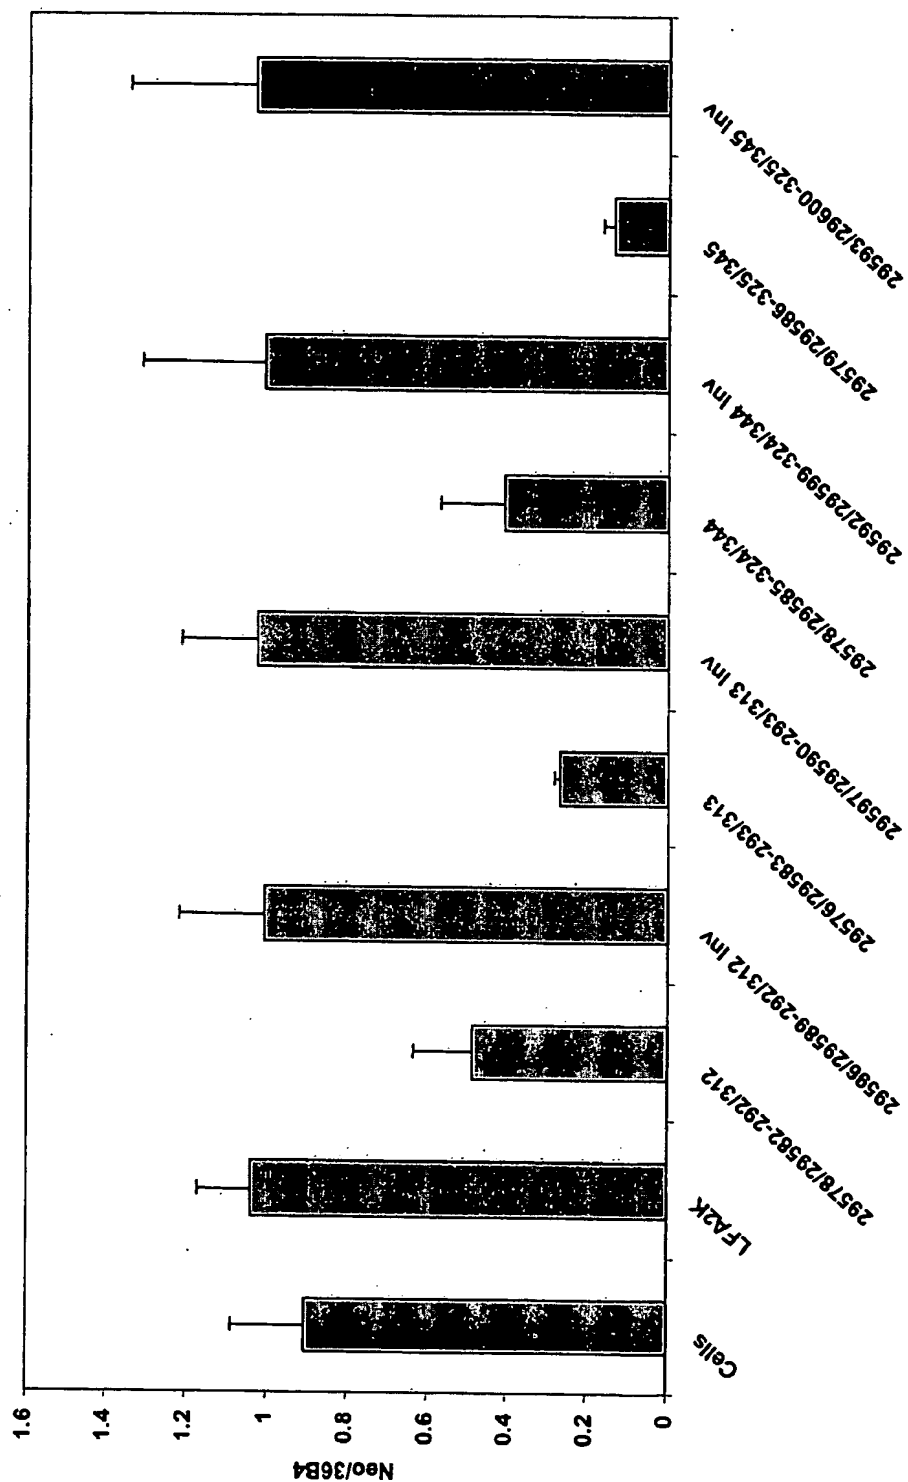 Neo/36B4
1.6
1.4
1.2
1
0.8
0.6
0.4
0.2
0
Cells
LFA2K
29578/29582-292/312
29596/29589-292/312 Inv
29576/29583-293/313
29597/29590-293/313 Inv
29578/29585-324/344
29592/29599-324/344 Inv
29579/29586-325/345
29593/29600-325/345 Inv